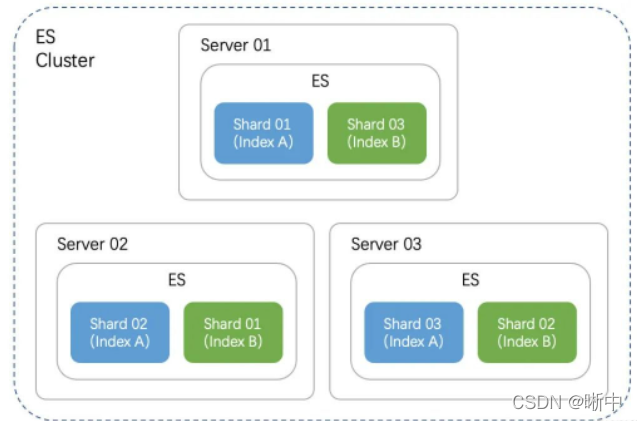 ES
Cluster
Server 01
ES
Shard 01
(Index A)
Shard 03
(Index B)
Server 02
ES
Shard 02
(Index A)
Shard 01
(Index B)
Server 03
ES
Shard 03
(Index A)
Shard 02
(Index B)
CSDN @晰中